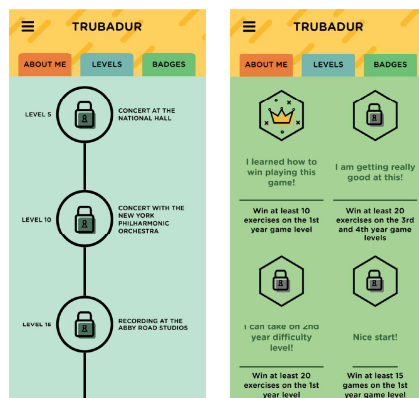 TRUBADUR
ABOUT ME
LEVELS
BADGES
LEVEL 5
CONCERT AT THE
NATIONAL HALL
LEVEL 10
CONCERT WITH THE
NEW YORK
PHILHARMONIC
ORCHESTRA
LEVEL 15
RECORDING AT THE
ABBY ROAD STUDIOS
TRUBADUR
ABOUT ME
LEVELS
BADGES
I learned how to
win playing this
game!
Win at least 10
exercises on the 1st
year game level
I am getting really
good at this!
Win at least 20
exercises on the 3rd
and 4th year game
levels
I can take on 2nd
year difficulty
level!
Win at least 20
exercises on the 1st
year level
Nice start!
Win at least 15
games on the 1st
year game level